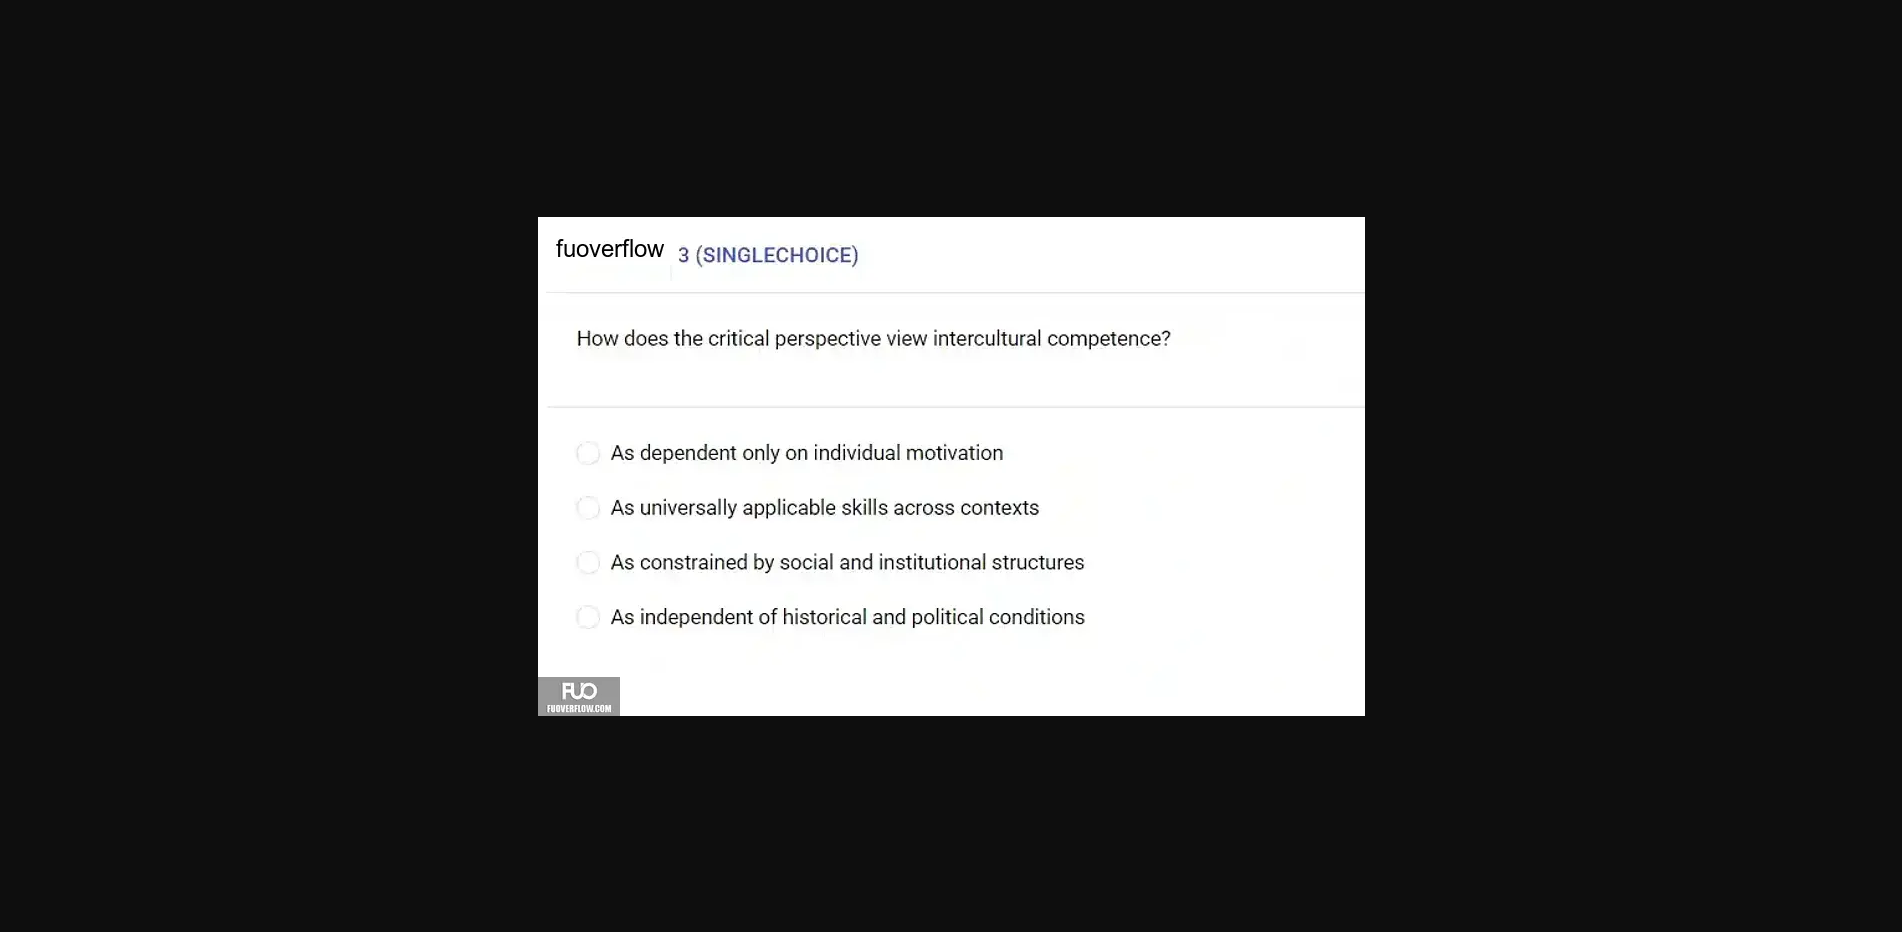 fuoverflow 3 (SINGLECHOICE)
How does the critical perspective view intercultural competence?
As dependent only on individual motivation
As universally applicable skills across contexts
As constrained by social and institutional structures
As independent of historical and political conditions
FUO
FUOVERFLOW.COM